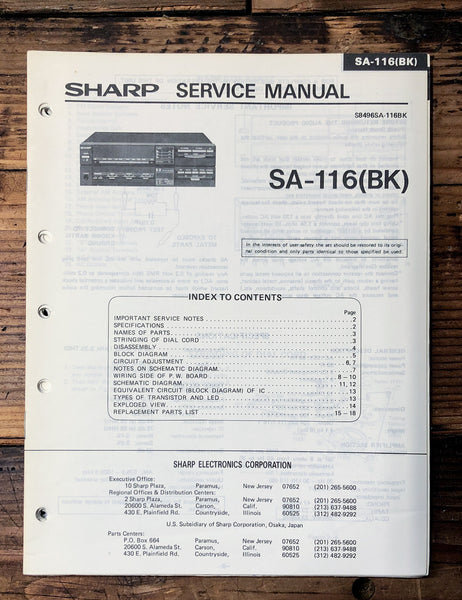 SA-116(BK)
SHARP SERVICE MANUAL
S8496SA-116BK
SA-116(BK)
In the interests of user-safety the set should be restored to its origi-
nal condition and only parts identical to those specified be used.
INDEX TO CONTENTS
Page
IMPORTANT SERVICE NOTES 2
SPECIFICATIONS 2
NAMES OF PARTS 3
STRINGING OF DIAL CORD 3
DISASSEMBLY 4
BLOCK DIAGRAM 5
CIRCUIT ADJUSTMENT 6, 7
NOTES ON SCHEMATIC DIAGRAM 7
WIRING SIDE OF P.W. BOARD 8 – 10
SCHEMATIC DIAGRAM 11, 12
EQUIVALENT CIRCUIT (BLOCK DIAGRAM) OF IC 13
TYPES OF TRANSISTOR AND LED 13
EXPLODED VIEW 14
REPLACEMENT PARTS LIST 15 – 18
SHARP ELECTRONICS CORPORATION
Executive Office:
10 Sharp Plaza, Paramus, New Jersey 07652 (201) 265-5600
Regional Offices & Distribution Centers:
2 Sharp Plaza, Paramus, New Jersey 07652 (201) 265-5600
20600 S. Alameda St. Carson, Calif. 90810 (213) 637-9488
430 E. Plainfield Rd. Countryside, Illinois 60525 (312) 482-9292
U.S. Subsidiary of Sharp Corporation, Osaka, Japan
Parts Centers:
P.O. Box 664 Paramus, New Jersey 07652 (201) 265-5600
20600 S. Alameda St. Carson, Calif. 90810 (213) 637-9488
430 E. Plainfield Rd. Countryside, Illinois 60525 (312) 482-9292